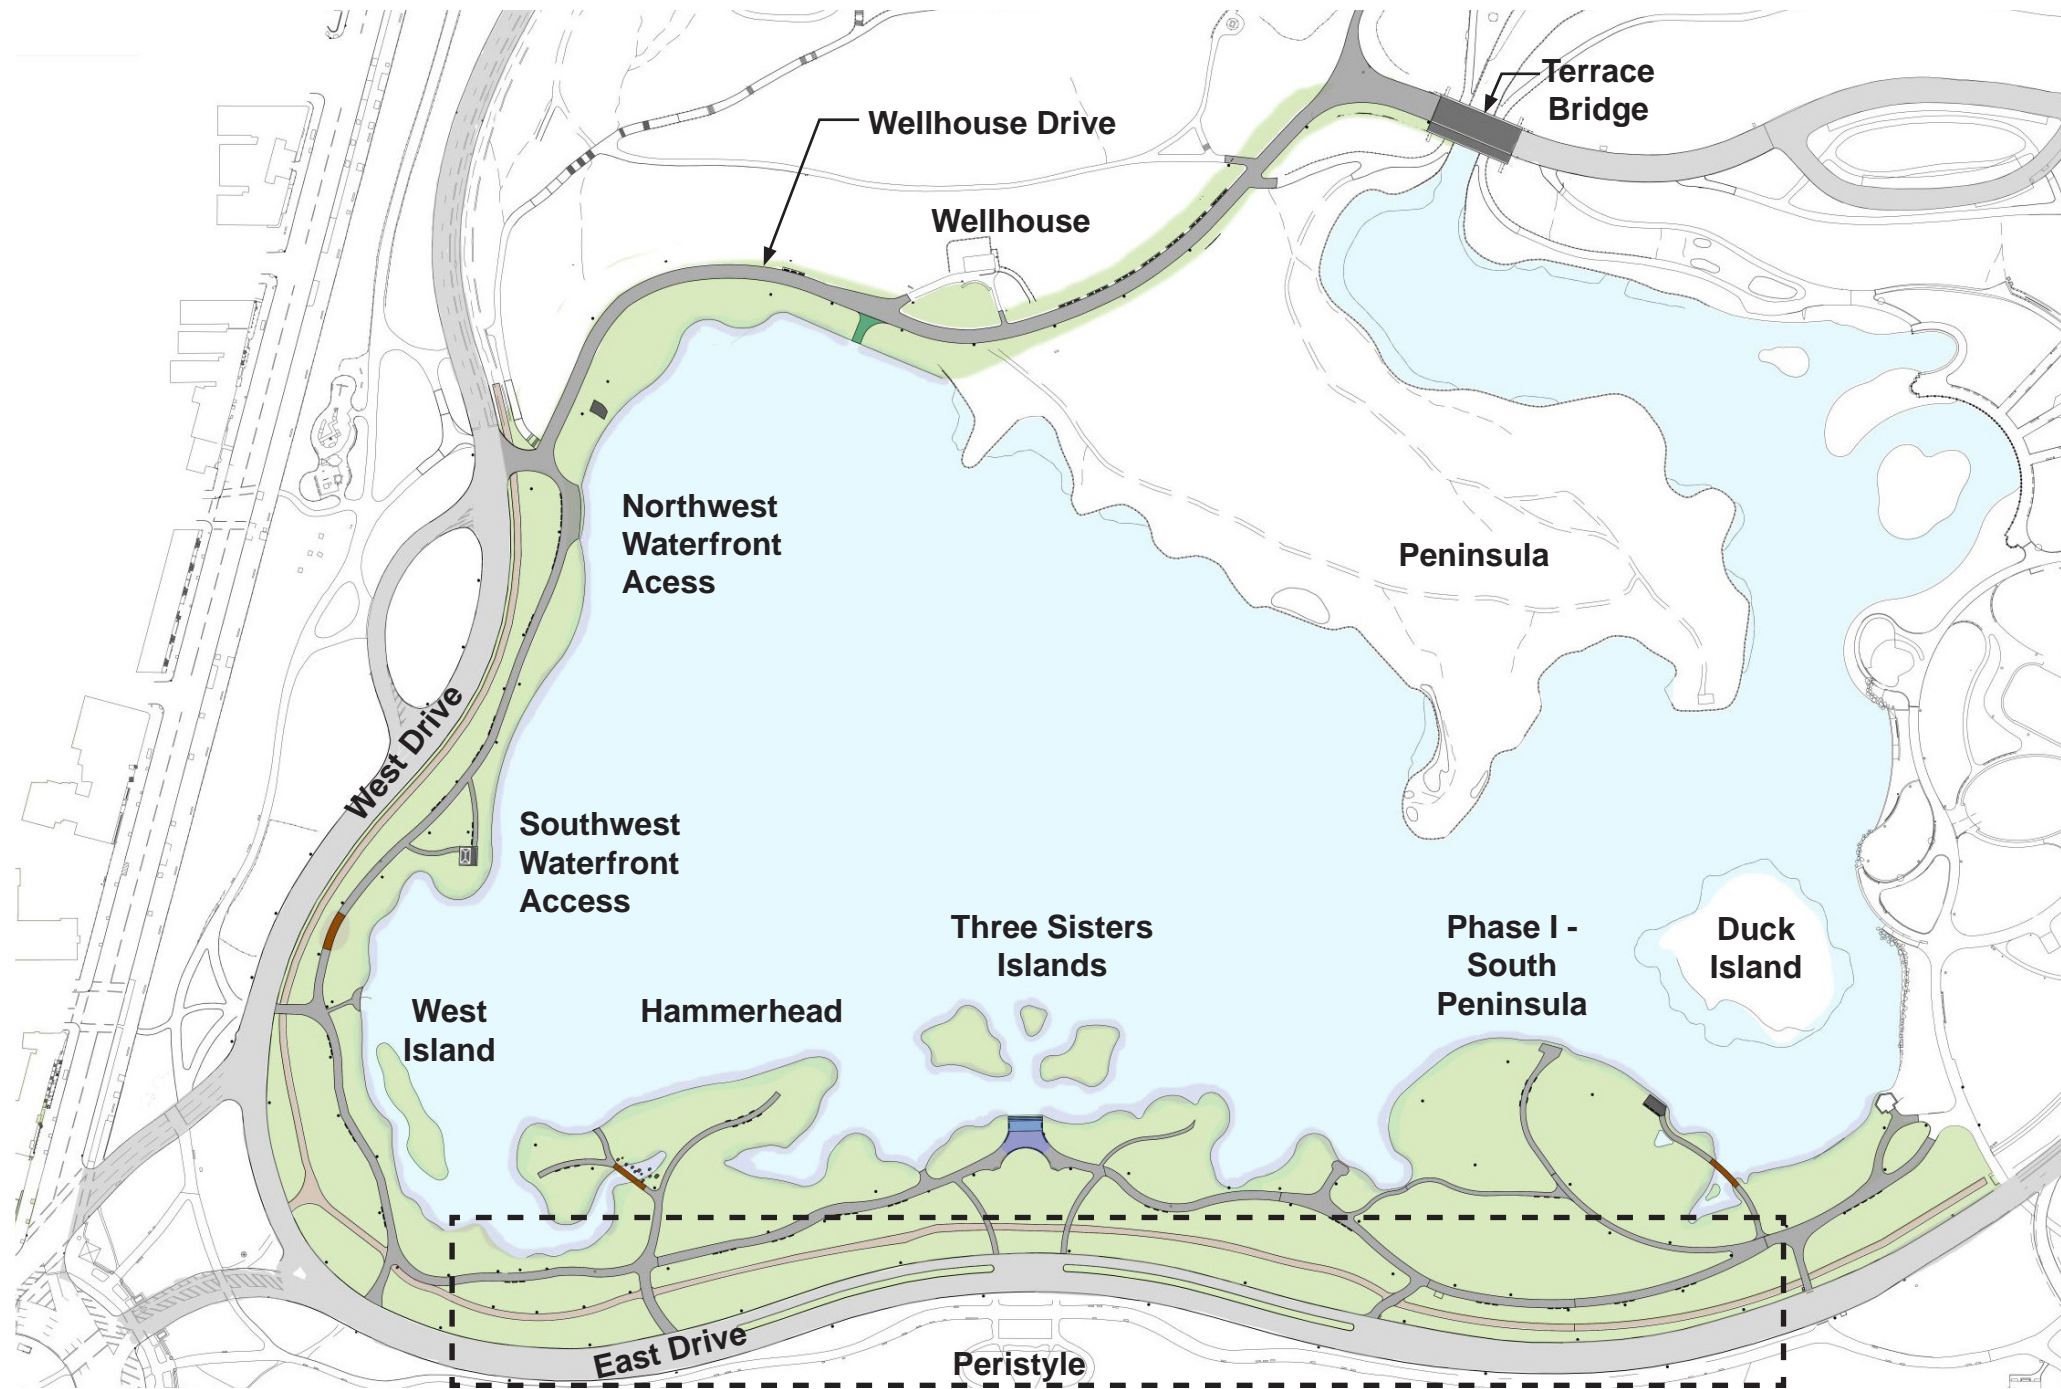 Terrace
Bridge
Wellhouse Drive
Wellhouse
Northwest
Waterfront
Acess
Peninsula
West Drive
Southwest
Waterfront
Access
Three Sisters
Islands
Phase I -
South
Peninsula
Duck
Island
West
Island
Hammerhead
East Drive
Peristyle